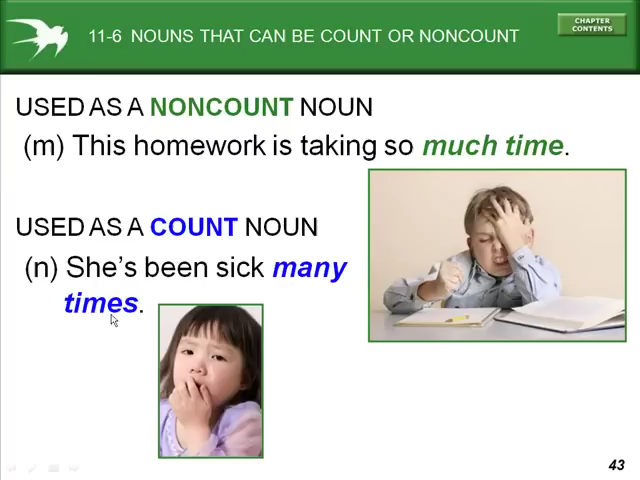 11-6 NOUNS THAT CAN BE COUNT OR NONCOUNT
CHAPTER
CONTENTS
USED AS A NONCOUNT NOUN
(m) This homework is taking so much time.
USED AS A COUNT NOUN
(n) She's been sick many
times.
43